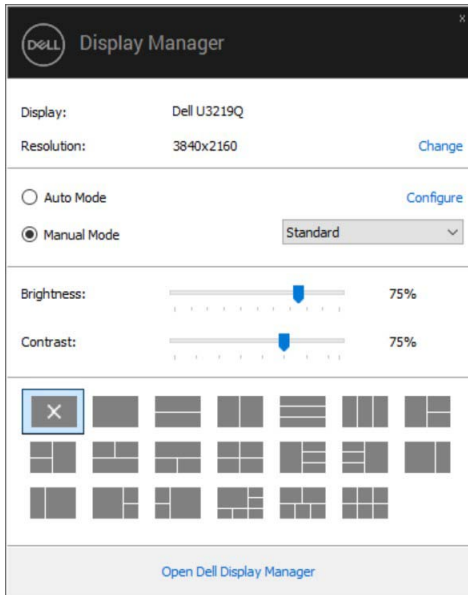 x
DELL Display Manager
Display: Dell U3219Q
Resolution: 3840x2160 Change
Auto Mode Configure
Manual Mode Standard
Brightness: 75%
Contrast: 75%
Open Dell Display Manager